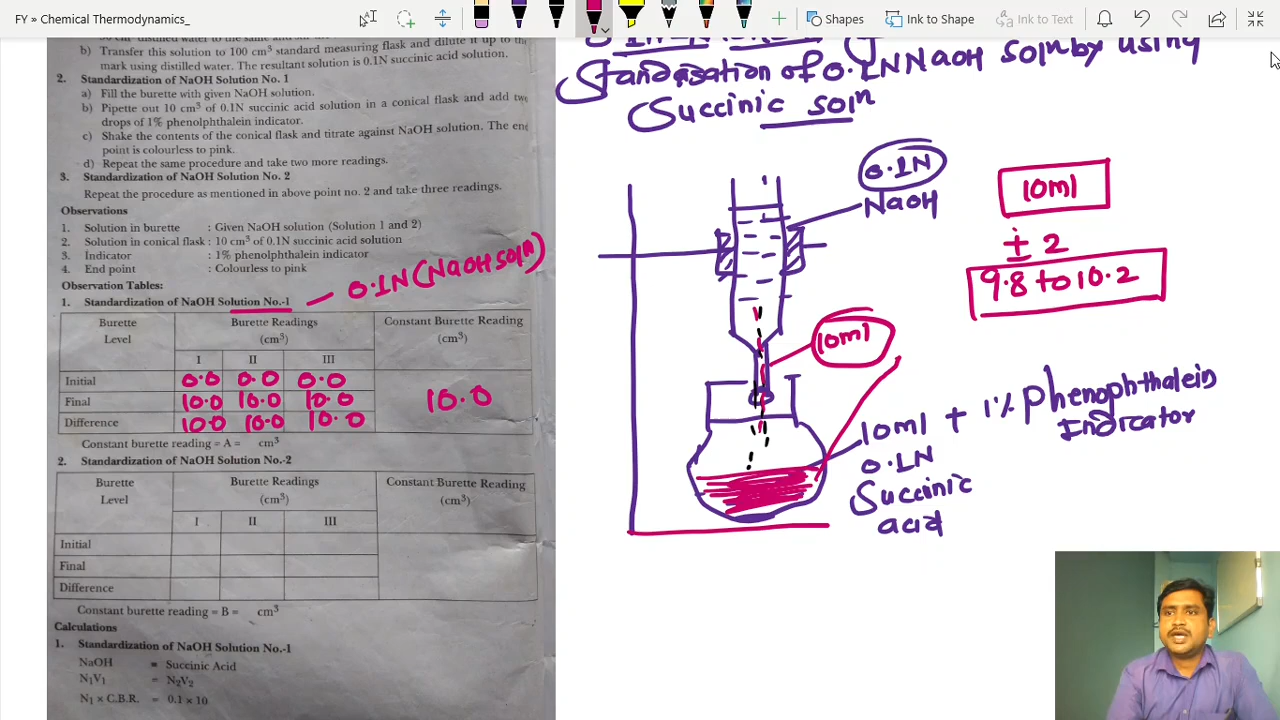 FY » Chemical Thermodynamics_
Shapes
Ink to Shape
Ink to Text
b) Transfer this solution to 100 cm³ standard measuring flask and dilute it up to the
mark using distilled water. The resultant solution is 0.1N succinic acid solution.
2. Standardization of NaOH Solution No. 1
a) Fill the burette with given NaOH solution.
b) Pipette out 10 cm³ of 0.1N succinic acid solution in a conical flask and add two
drops of 1% phenolphthalein indicator.
c) Shake the contents of the conical flask and titrate against NaOH solution. The end
point is colourless to pink.
d) Repeat the same procedure and take two more readings.
3. Standardization of NaOH Solution No. 2
Repeat the procedure as mentioned in above point no. 2 and take three readings.
Observations
1. Solution in burette : Given NaOH solution (Solution 1 and 2)
2. Solution in conical flask : 10 cm³ of 0.1N succinic acid solution
3. Indicator : 1% phenolphthalein indicator
4. End point : Colourless to pink
Observation Tables:
1. Standardization of NaOH Solution No.-1
0.1N (NaOH solⁿ)
Burette Level Burette Readings (cm³) Constant Burette Reading (cm³)
I II III
Initial 0.0 0.0 0.0
Final 10.0 10.0 10.0 10.0
Difference 10.0 10.0 10.0
Constant burette reading = A = cm³
2. Standardization of NaOH Solution No.-2
Burette Level Burette Readings (cm³) Constant Burette Reading (cm³)
I II III
Initial
Final
Difference
Constant burette reading = B = cm³
Calculations
1. Standardization of NaOH Solution No.-1
NaOH = Succinic Acid
N₁V₁ = N₂V₂
N₁ × C.B.R. = 0.1 × 10
Standardisation of 0.1N NaOH solⁿ by using
Succinic solⁿ
0.1N
NaOH
10ml
± 2
9.8 to 10.2
10ml
10ml + 1% Phenophthalein
Indicator
0.1N
Succinic
acid